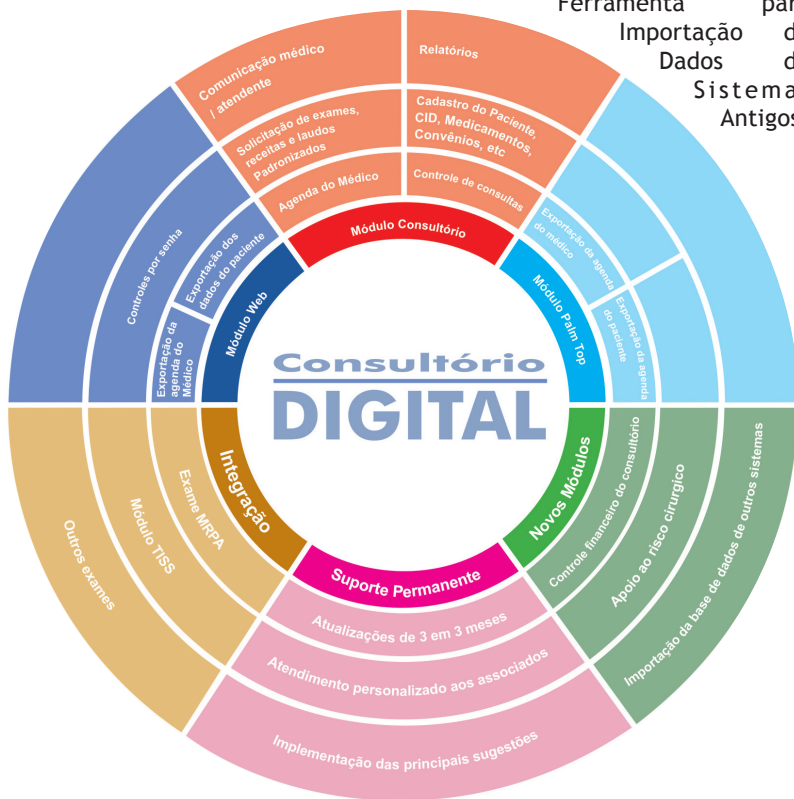 Ferramenta par
Importação d
Dados d
Sistema
Antigos
Comunicação médico
/ atendente
Relatórios
Solicitação de exames,
receitas e laudos
Padronizados
Cadastro do Paciente,
CID, Medicamentos,
Convênios, etc
Agenda do Médico
Controle de consultas
Módulo Consultório
Controles por senha
Exportação dos
dados do paciente
Exportação da
agenda do
Médico
Módulo Web
Exportação da agenda
do médico
Exportação da agenda
do paciente
Módulo Palm Top
Consultório
DIGITAL
Integração
Exame MRPA
Módulo TISS
Outros exames
Novos Módulos
Controle financeiro do consultório
Apoio ao risco cirurgico
Importação da base de dados de outros sistemas
Suporte Permanente
Atualizações de 3 em 3 meses
Atendimento personalizado aos associados
Implementação das principais sugestões